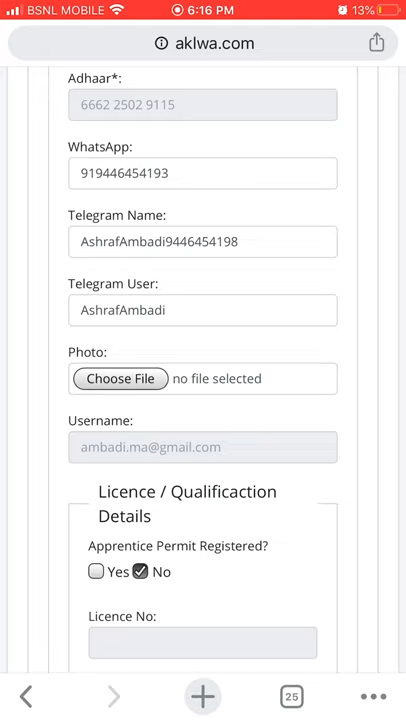 BSNL MOBILE 6:16 PM 13%
aklwa.com
Adhaar*:
6662 2502 9115
WhatsApp:
919446454193
Telegram Name:
AshrafAmbadi9446454198
Telegram User:
AshrafAmbadi
Photo:
Choose File no file selected
Username:
ambadi.ma@gmail.com
Licence / Qualificaction
Details
Apprentice Permit Registered?
Yes No
Licence No:
25